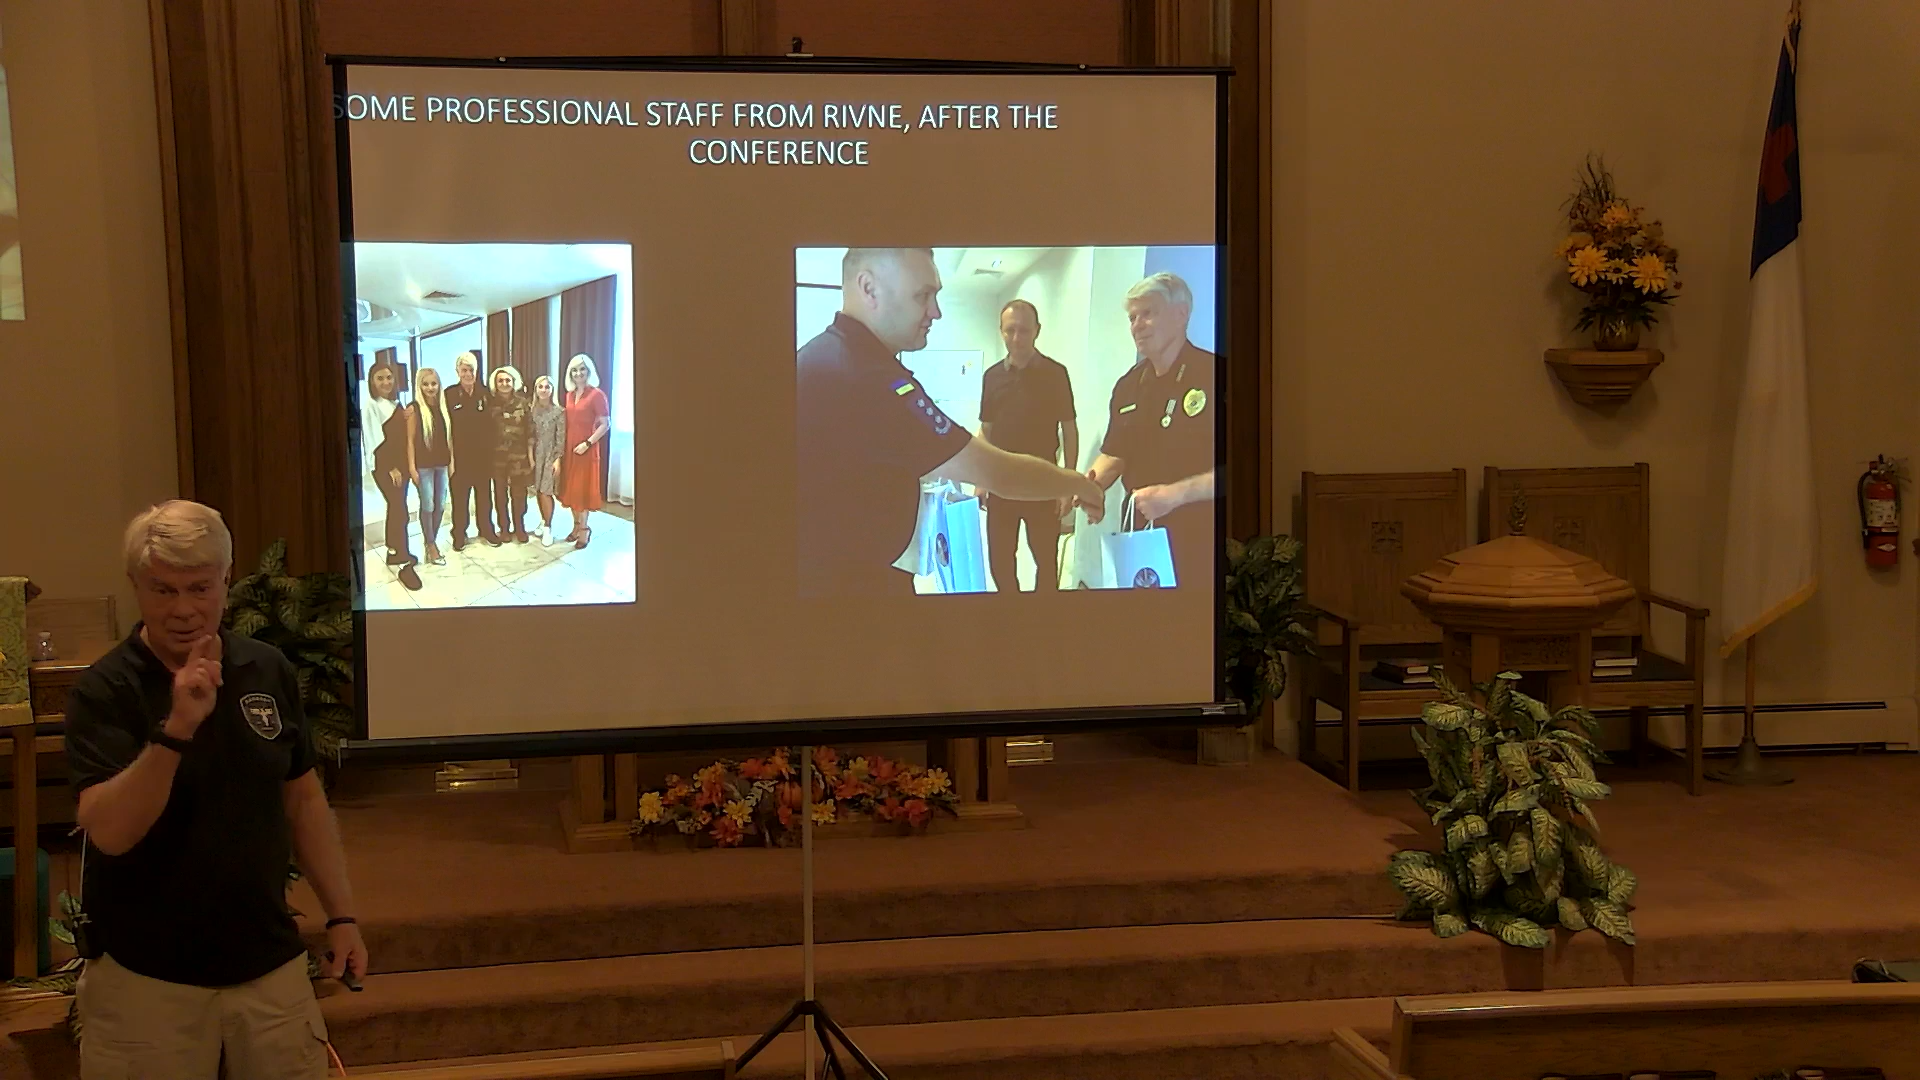 SOME PROFESSIONAL STAFF FROM RIVNE, AFTER THE
CONFERENCE